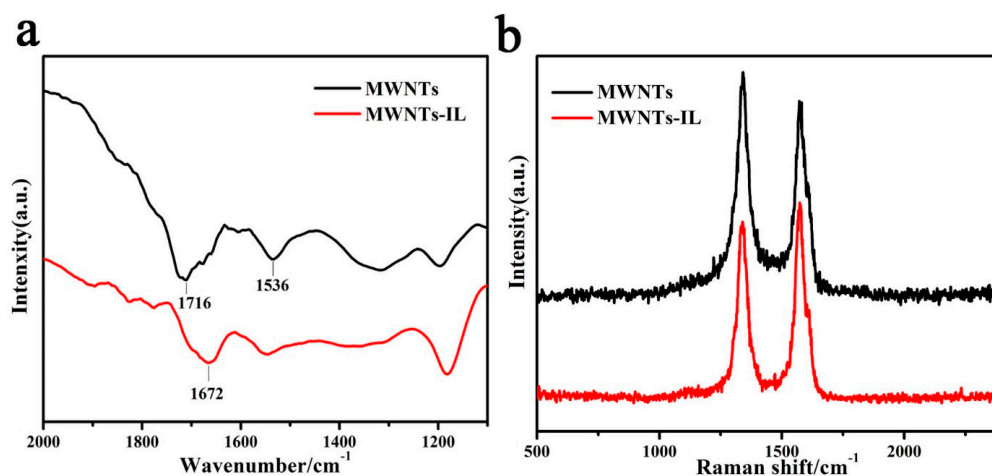 a
Intenxity(a.u.)
MWNTs
MWNTs-IL
1716
1536
1672
2000
1800
1600
1400
1200
Wavenumber/cm⁻¹
b
Intensity(a.u.)
MWNTs
MWNTs-IL
500
1000
1500
2000
Raman shift/cm⁻¹